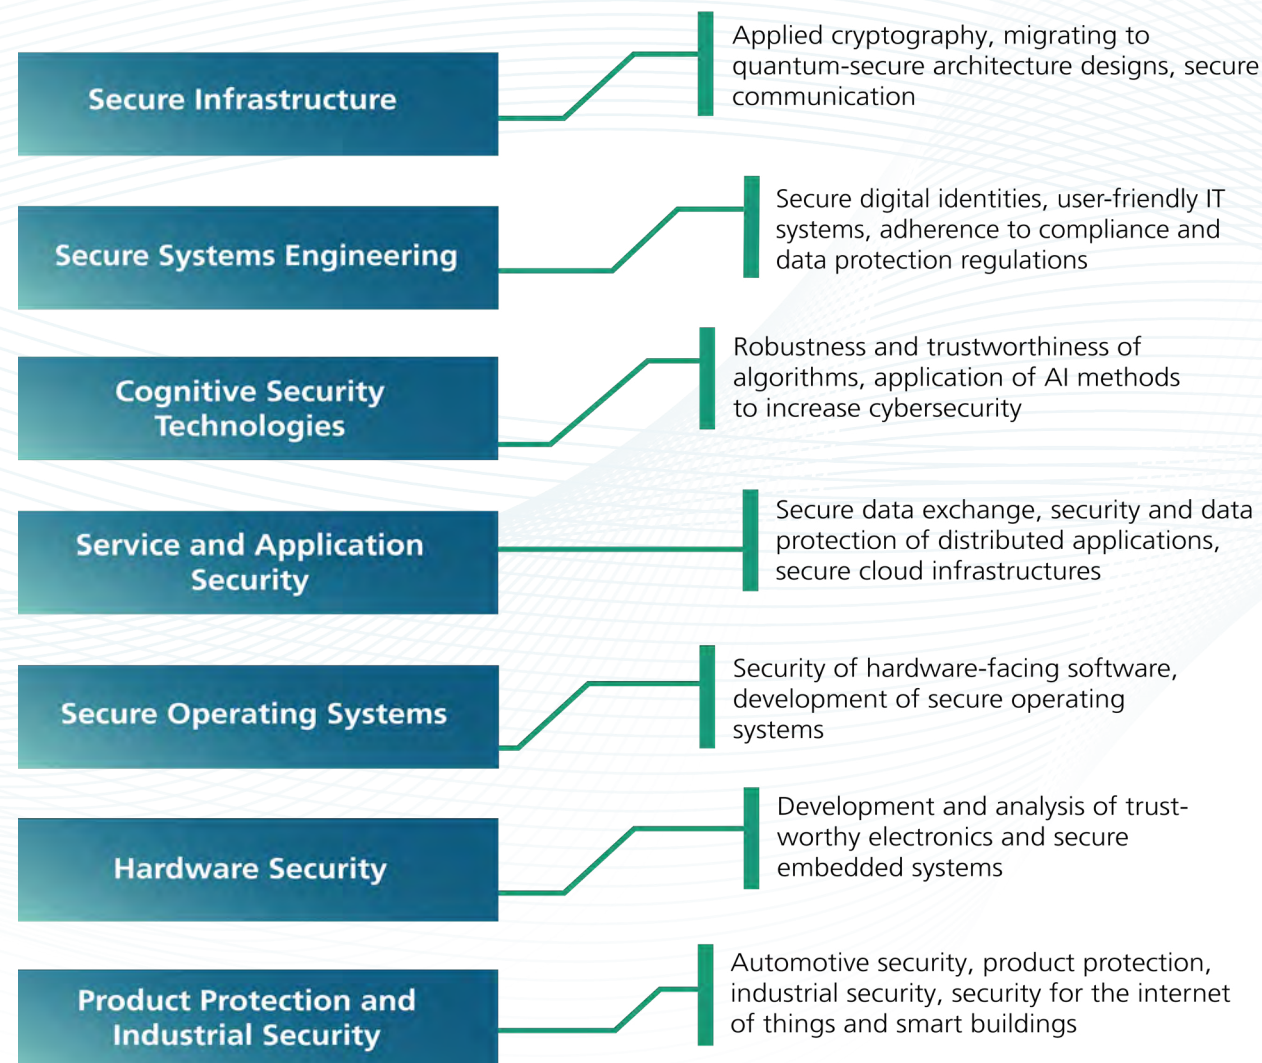 Secure Infrastructure
Applied cryptography, migrating to
quantum-secure architecture designs, secure
communication
Secure Systems Engineering
Secure digital identities, user-friendly IT
systems, adherence to compliance and
data protection regulations
Cognitive Security
Technologies
Robustness and trustworthiness of
algorithms, application of AI methods
to increase cybersecurity
Service and Application
Security
Secure data exchange, security and data
protection of distributed applications,
secure cloud infrastructures
Secure Operating Systems
Security of hardware-facing software,
development of secure operating
systems
Hardware Security
Development and analysis of trust-
worthy electronics and secure
embedded systems
Product Protection and
Industrial Security
Automotive security, product protection,
industrial security, security for the internet
of things and smart buildings